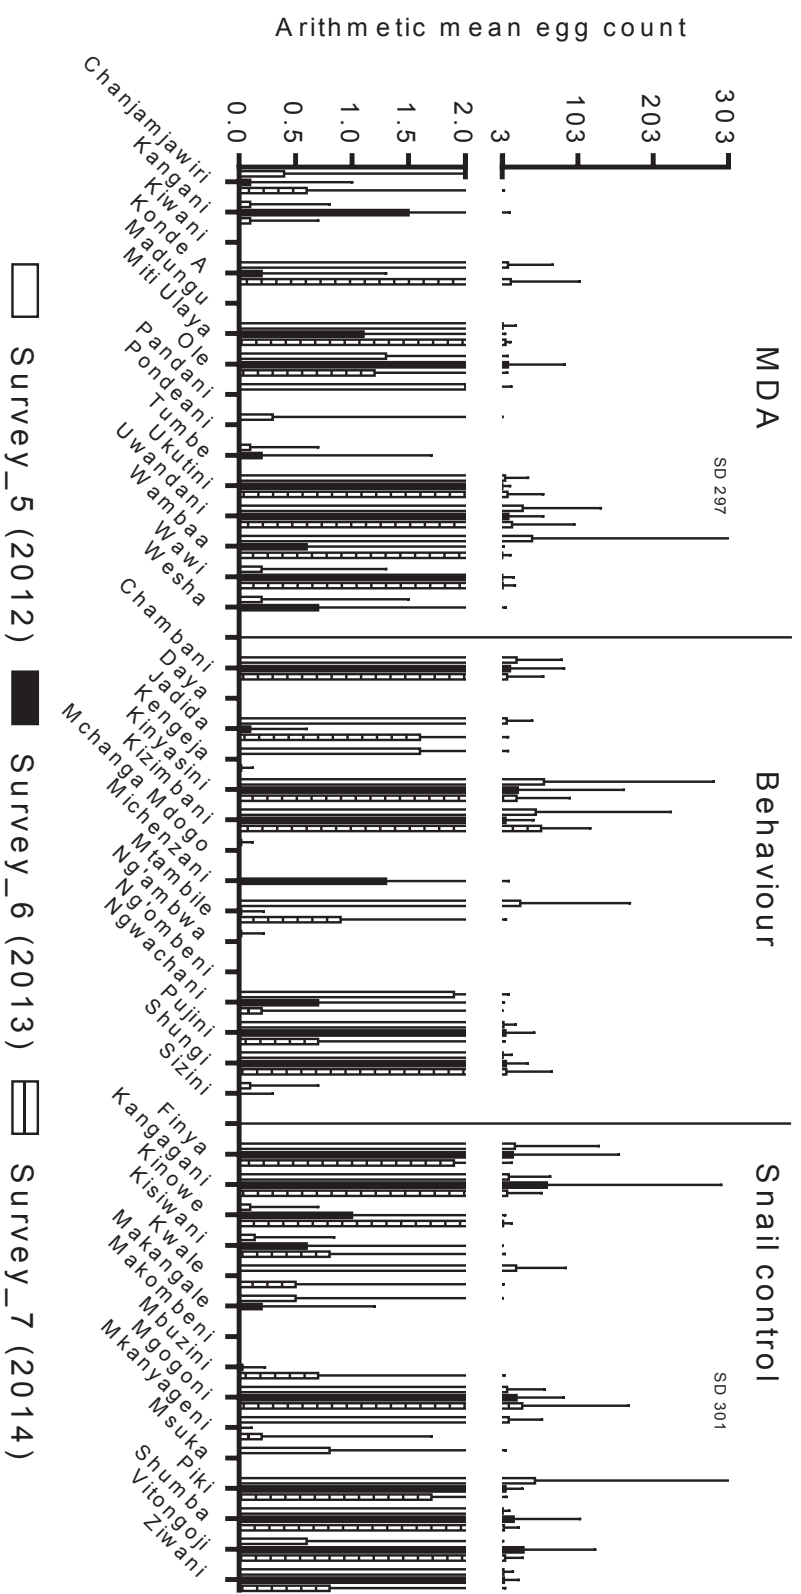 MDA
Behaviour
Snail control
SD 297
SD 301
Arithmetic mean egg count
303
203
103
3
2.0
1.5
1.0
0.5
0.0
Chanjamjawiri
Kangani
Kiwani
Konde A
Madungu
Miti Ulaya
Ole
Pandani
Pondeani
Tumbe
Ukutini
Uwandani
Wambaa
Wawi
Wesha
Chambani
Daya
Jadida
Kengeja
Kinyasini
Kizimbani
Mchanga Mdogo
Michenzani
Mtambile
Ng'ambwa
Ng'ombeni
Ngwachani
Pujini
Shungi
Sizini
Finya
Kangagani
Kinowe
Kisiwani
Kwale
Makangale
Makombeni
Mbuzini
Mgogoni
Mkanyageni
Msuka
Piki
Shumba
Vitongoji
Ziwani
Survey_5 (2012)
Survey_6 (2013)
Survey_7 (2014)